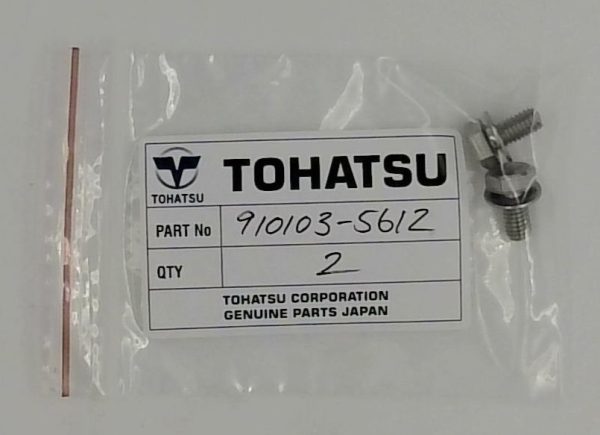 TOHATSU
TOHATSU
PART No 910103-5612
QTY 2
TOHATSU CORPORATION
GENUINE PARTS JAPAN